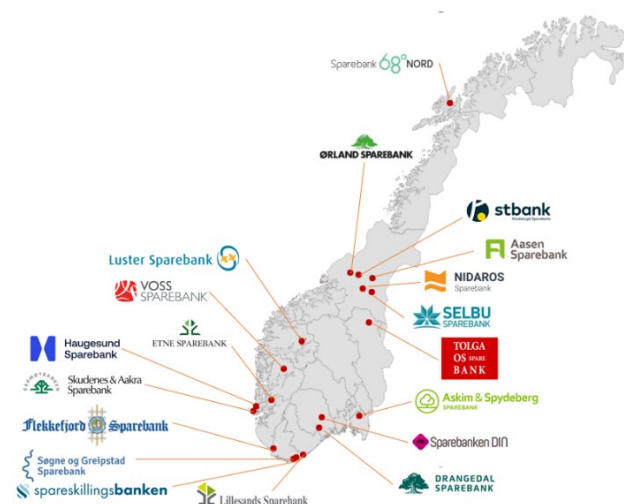 Sparebank 68° NORD
ØRLAND SPAREBANK
stbank
Aasen
Sparebank
NIDAROS
Sparebank
SELBU
SPAREBANK
TOLGA
OS SPARE
BANK
Askim & Spydeberg
SPAREBANK
Sparebanken DIN
DRANGEDAL
SPAREBANK
Luster Sparebank
VOSS
SPAREBANK
ETNE SPAREBANK
Haugesund
Sparebank
Skudenes & Aakra
Sparebank
Flekkefjord Sparebank
Søgne og Greipstad
Sparebank
spareskillingsbanken
Lillesands Sparebank